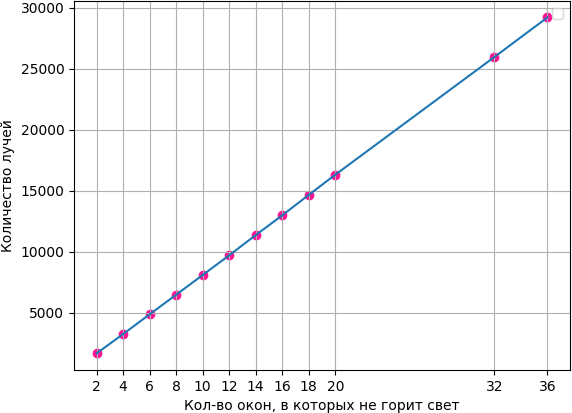 30000
25000
20000
15000
10000
5000
Количество лучей
2 4 6 8 10 12 14 16 18 20 32 36
Кол-во окон, в которых не горит свет